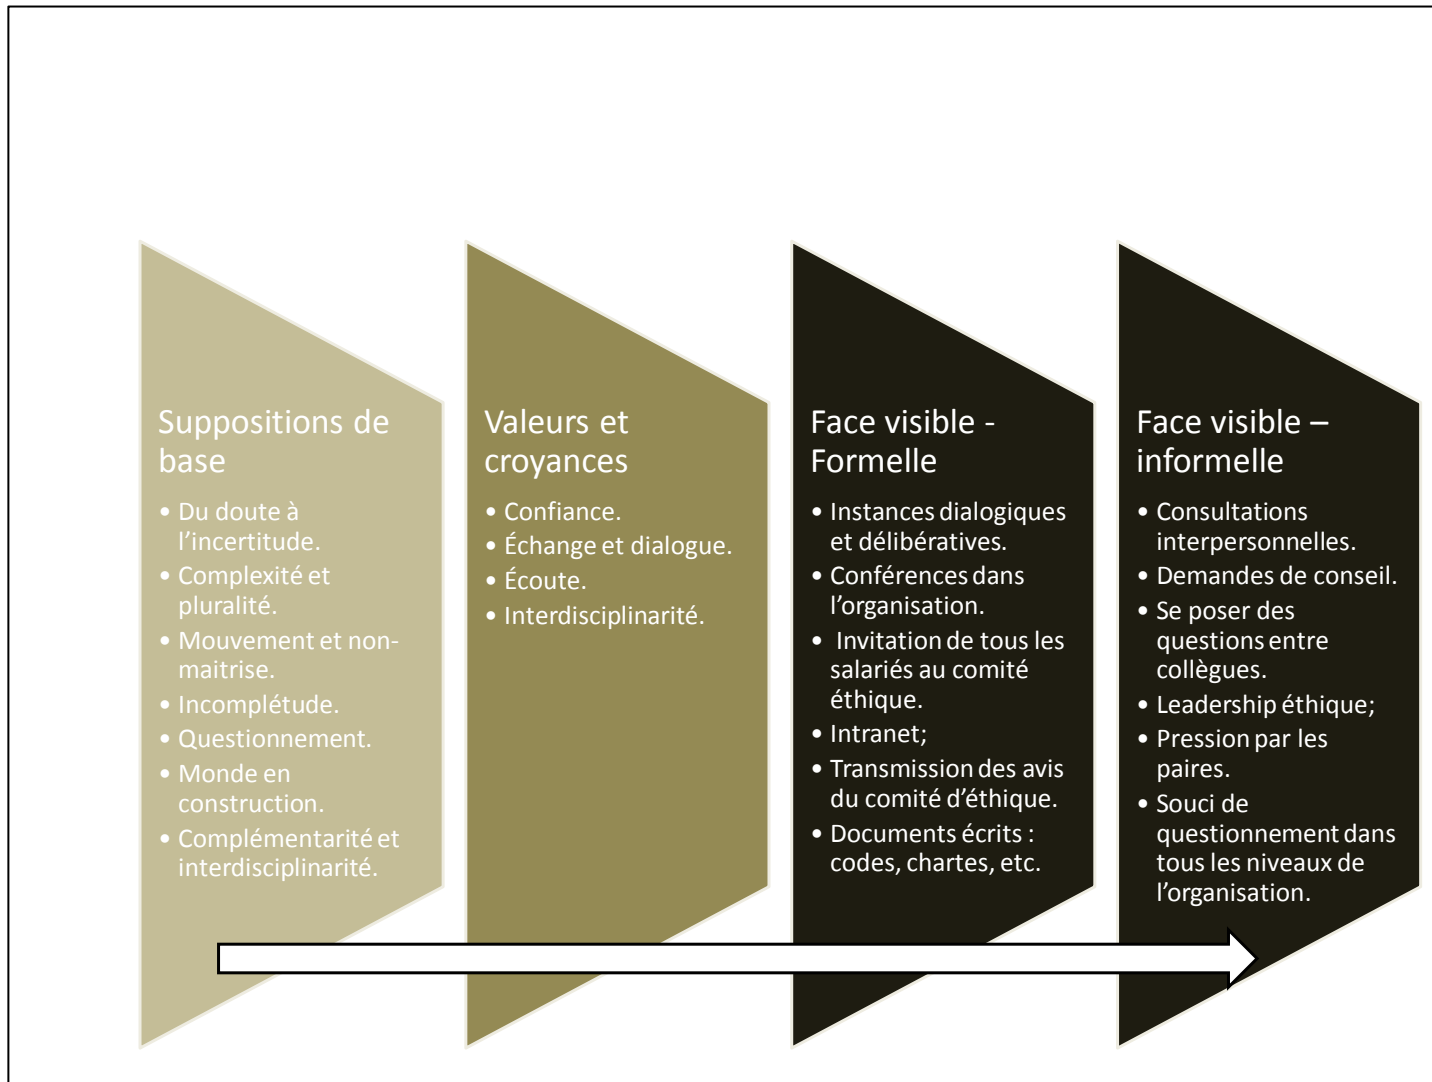 Suppositions de
base
• Du doute à
l’incertitude.
• Complexité et
pluralité.
• Mouvement et non-
maitrise.
• Incomplétude.
• Questionnement.
• Monde en
construction.
• Complémentarité et
interdisciplinarité.
Valeurs et
croyances
• Confiance.
• Échange et dialogue.
• Écoute.
• Interdisciplinarité.
Face visible -
Formelle
• Instances dialogiques
et délibératives.
• Conférences dans
l’organisation.
• Invitation de tous les
salariés au comité
éthique.
• Intranet;
• Transmission des avis
du comité d’éthique.
• Documents écrits :
codes, chartes, etc.
Face visible –
informelle
• Consultations
interpersonnelles.
• Demandes de conseil.
• Se poser des
questions entre
collègues.
• Leadership éthique;
• Pression par les
paires.
• Souci de
questionnement dans
tous les niveaux de
l’organisation.